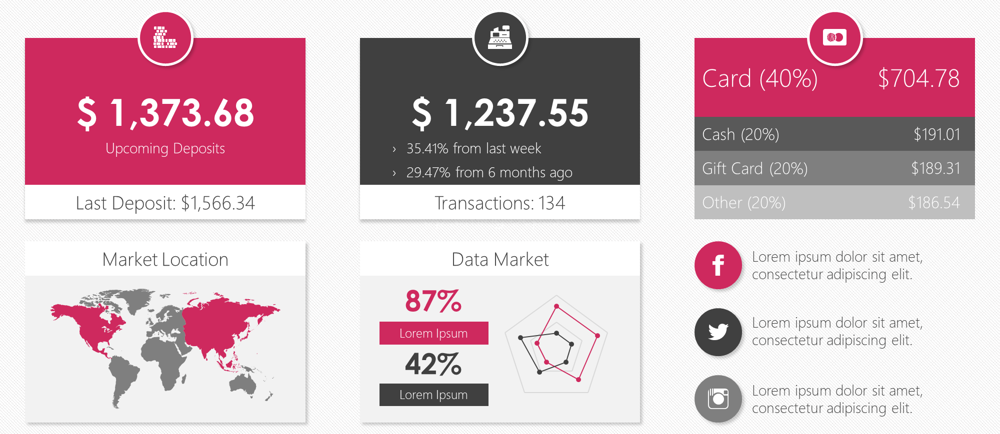 $ 1,373.68
Upcoming Deposits
Last Deposit: $1,566.34
$ 1,237.55
› 35.41% from last week
› 29.47% from 6 months ago
Transactions: 134
Card (40%) $704.78
Cash (20%) $191.01
Gift Card (20%) $189.31
Other (20%) $186.54
Market Location
Data Market
87%
Lorem Ipsum
42%
Lorem Ipsum
Lorem ipsum dolor sit amet,
consectetur adipiscing elit.
Lorem ipsum dolor sit amet,
consectetur adipiscing elit.
Lorem ipsum dolor sit amet,
consectetur adipiscing elit.